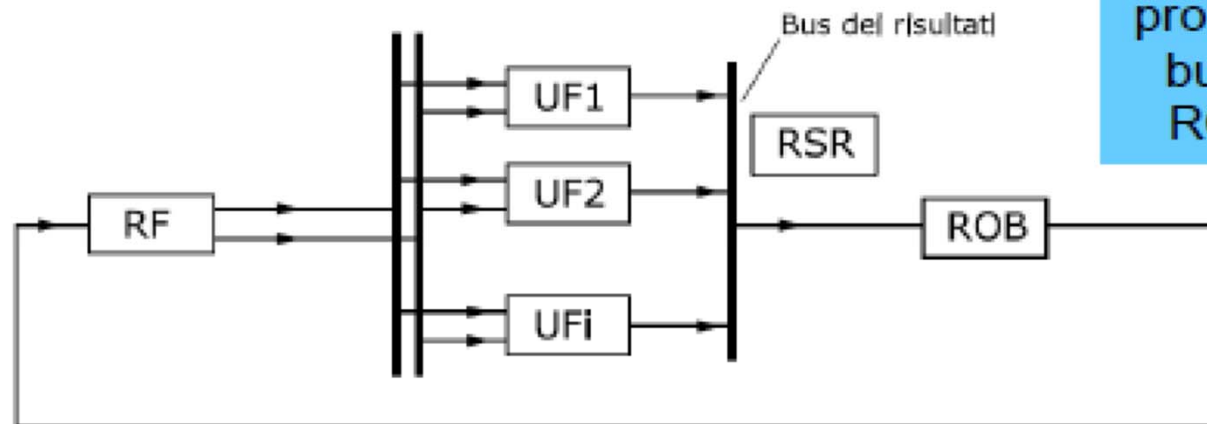 Bus dei risultati
UF1
RSR
UF2
RF
ROB
UFi